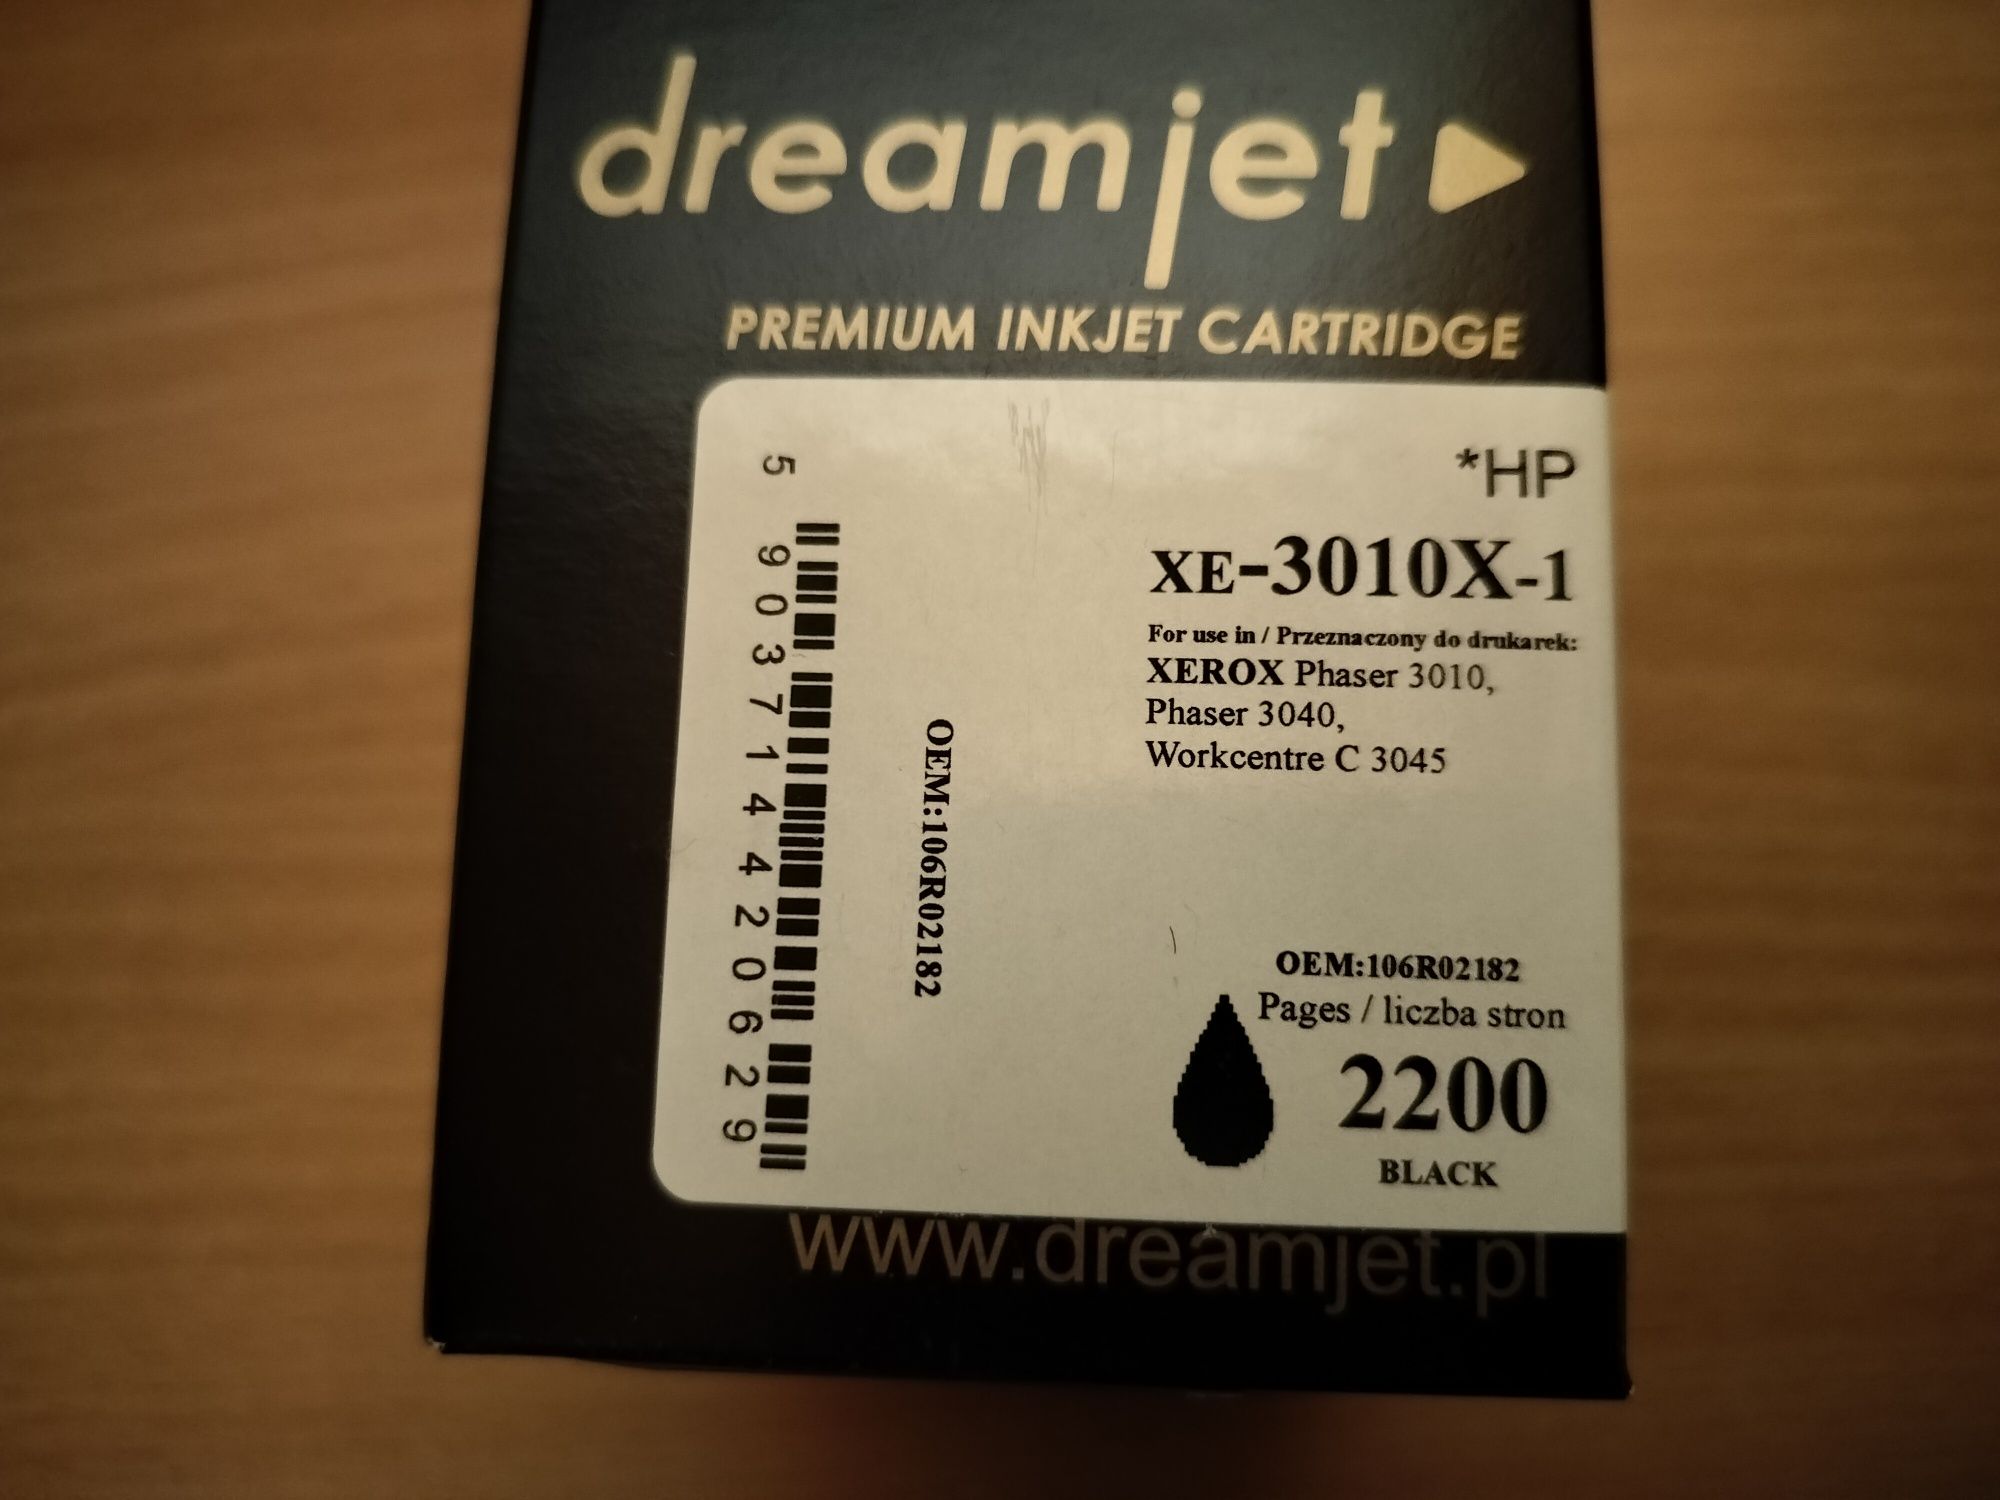 dreamjet
PREMIUM INKJET CARTRIDGE
*HP
XE-3010X-1
For use in / Przeznaczony do drukarek:
XEROX Phaser 3010,
Phaser 3040,
Workcentre C 3045
OEM:106R02182
Pages / liczba stron
2200
BLACK
OEM:106R02182
5 903714 420629
www.dreamjet.pl